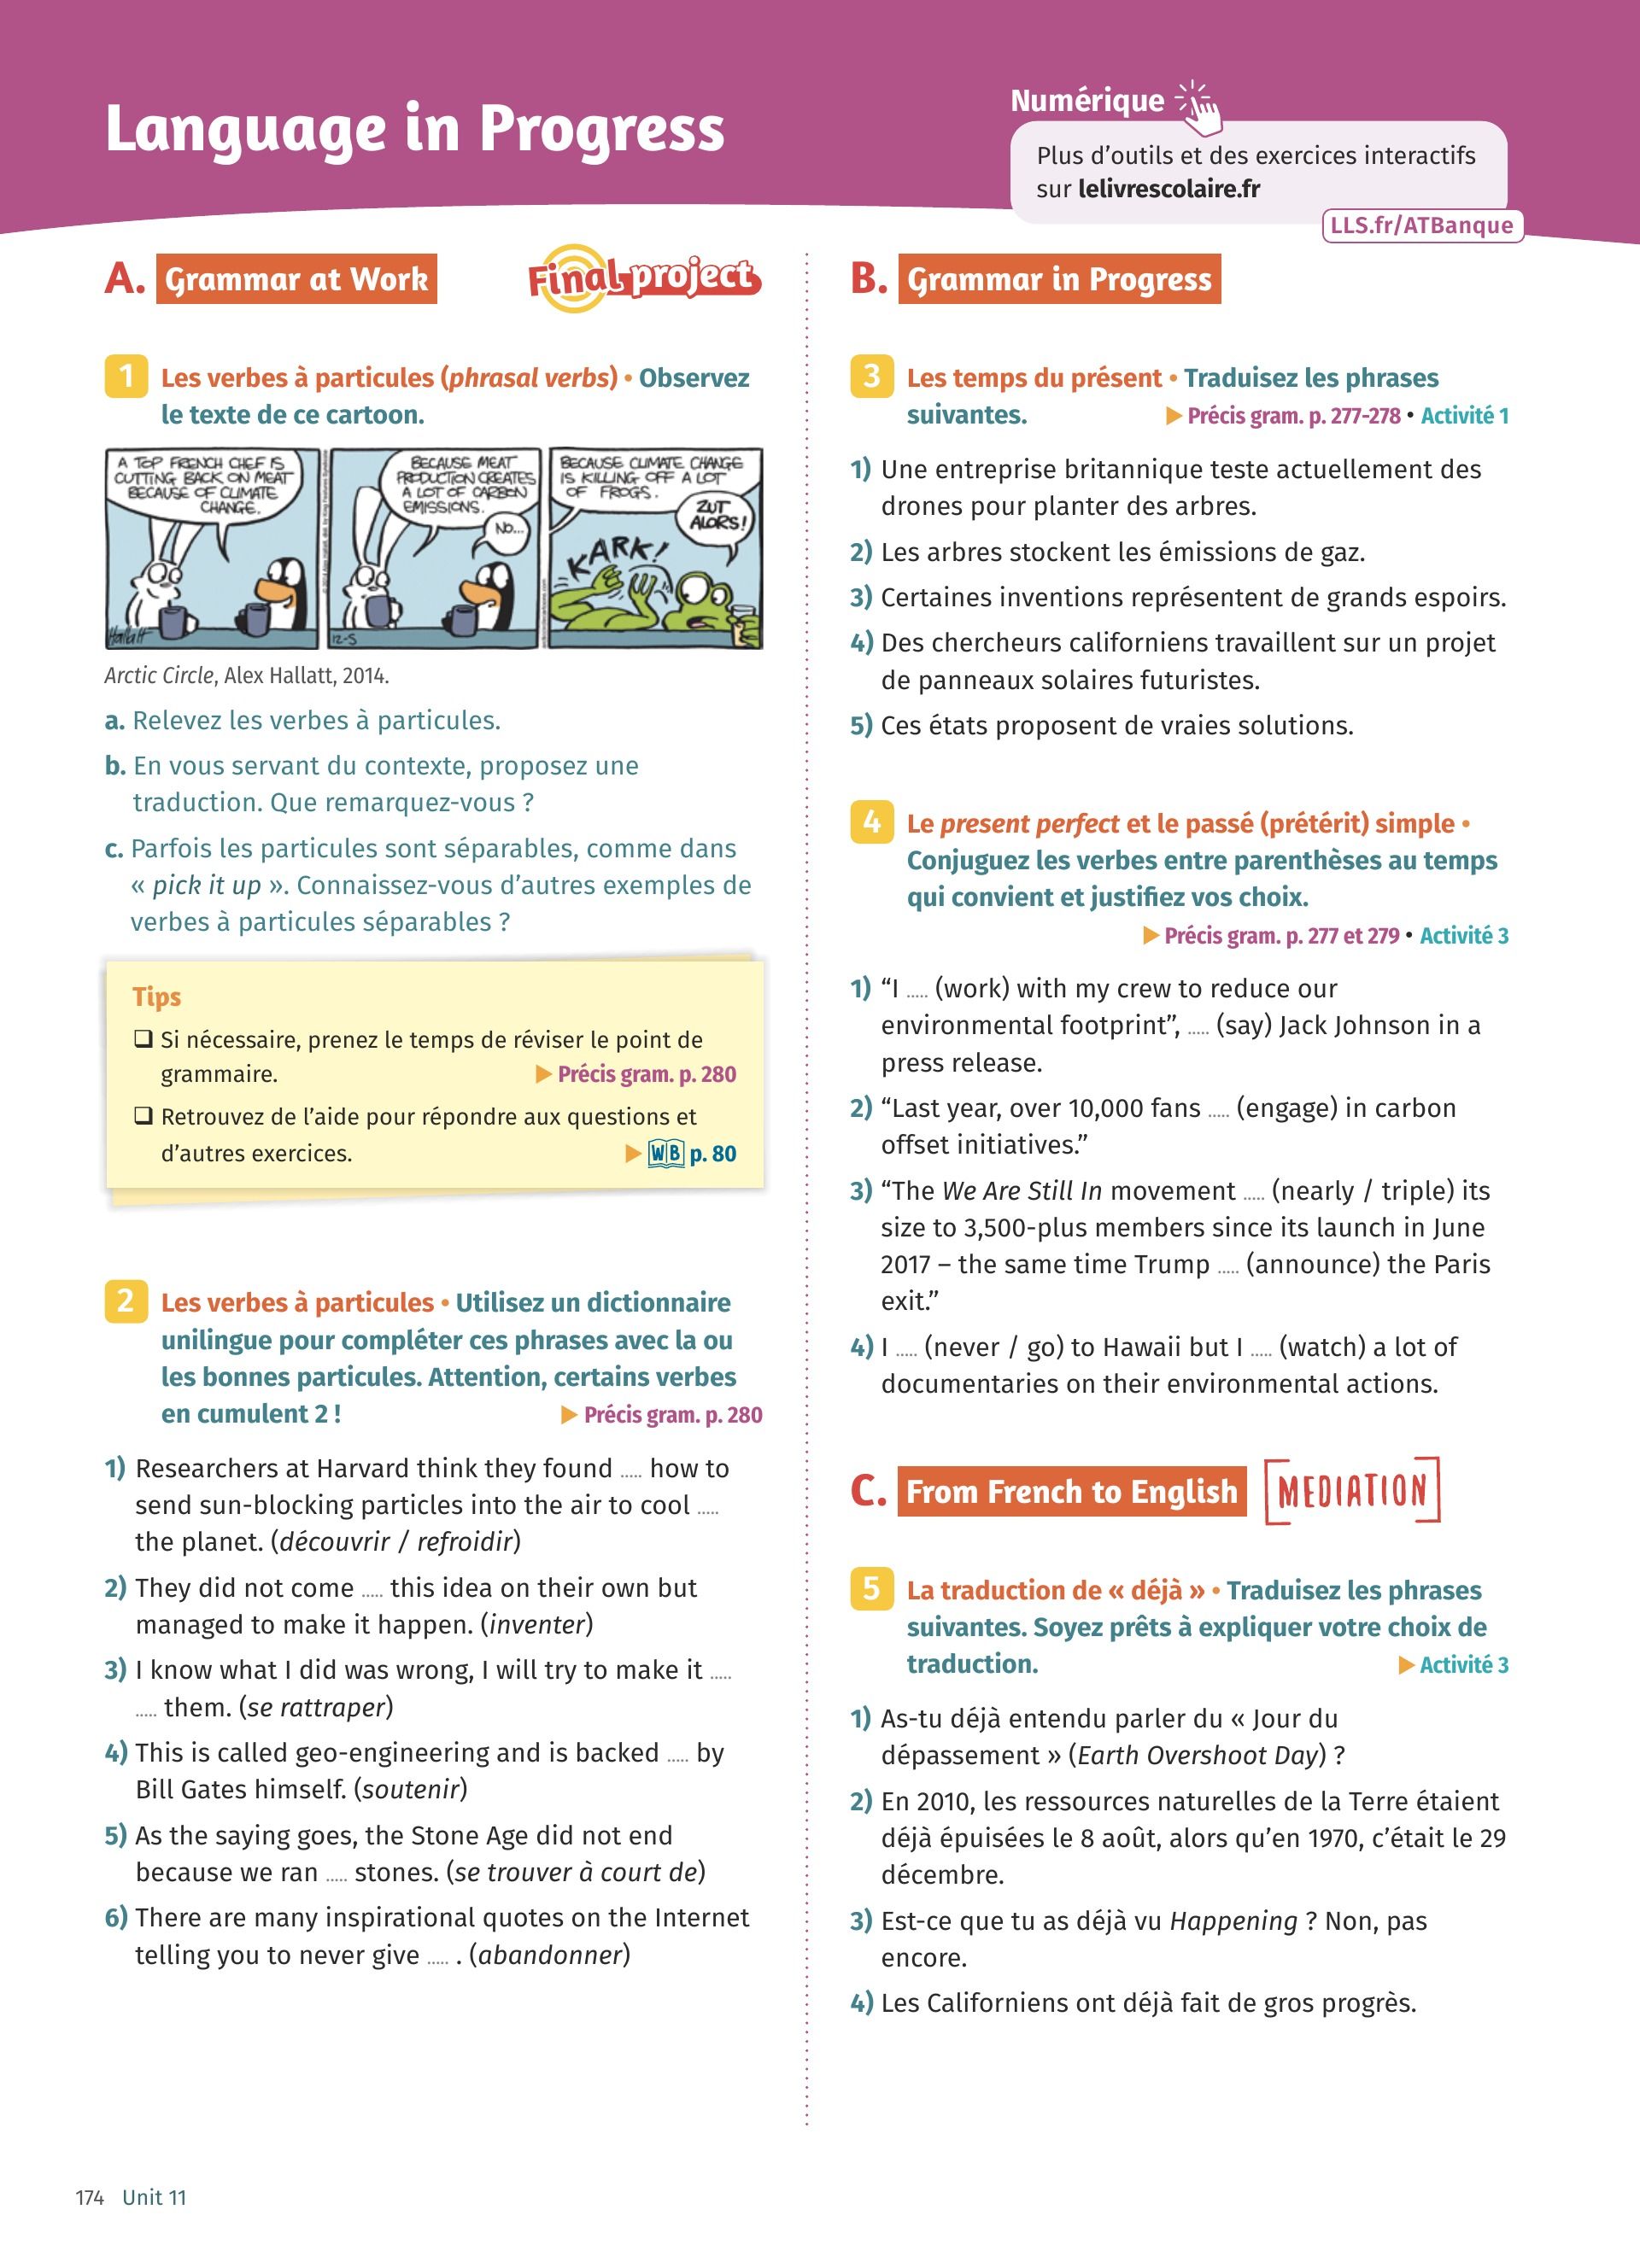 Language in Progress
Numérique
Plus d’outils et des exercices interactifs
sur lelivrescolaire.fr
LLS.fr/ATBanque
A. Grammar at Work
Final project
1 Les verbes à particules (phrasal verbs) • Observez
le texte de ce cartoon.
A TOP FRENCH CHEF IS
CUTTING BACK ON MEAT
BECAUSE OF CLIMATE
CHANGE.
BECAUSE MEAT
PRODUCTION CREATES
A LOT OF CARBON
EMISSIONS.
NO...
BECAUSE CLIMATE CHANGE
IS KILLING OFF A LOT
OF FROGS.
ZUT
ALORS!
KARK!
Hallatt
12-5
Arctic Circle, Alex Hallatt, 2014.
a. Relevez les verbes à particules.
b. En vous servant du contexte, proposez une
traduction. Que remarquez-vous ?
c. Parfois les particules sont séparables, comme dans
« pick it up ». Connaissez-vous d’autres exemples de
verbes à particules séparables ?
Tips
❑ Si nécessaire, prenez le temps de réviser le point de
grammaire. ▶ Précis gram. p. 280
❑ Retrouvez de l’aide pour répondre aux questions et
d’autres exercices. ▶ WB p. 80
2 Les verbes à particules • Utilisez un dictionnaire
unilingue pour compléter ces phrases avec la ou
les bonnes particules. Attention, certains verbes
en cumulent 2 ! ▶ Précis gram. p. 280
1) Researchers at Harvard think they found ..... how to
send sun-blocking particles into the air to cool .....
the planet. (découvrir / refroidir)
2) They did not come ..... this idea on their own but
managed to make it happen. (inventer)
3) I know what I did was wrong, I will try to make it .....
..... them. (se rattraper)
4) This is called geo-engineering and is backed ..... by
Bill Gates himself. (soutenir)
5) As the saying goes, the Stone Age did not end
because we ran ..... stones. (se trouver à court de)
6) There are many inspirational quotes on the Internet
telling you to never give ..... . (abandonner)
B. Grammar in Progress
3 Les temps du présent • Traduisez les phrases
suivantes. ▶ Précis gram. p. 277-278 • Activité 1
1) Une entreprise britannique teste actuellement des
drones pour planter des arbres.
2) Les arbres stockent les émissions de gaz.
3) Certaines inventions représentent de grands espoirs.
4) Des chercheurs californiens travaillent sur un projet
de panneaux solaires futuristes.
5) Ces états proposent de vraies solutions.
4 Le present perfect et le passé (prétérit) simple •
Conjuguez les verbes entre parenthèses au temps
qui convient et justifiez vos choix.
▶ Précis gram. p. 277 et 279 • Activité 3
1) “I ..... (work) with my crew to reduce our
environmental footprint”, ..... (say) Jack Johnson in a
press release.
2) “Last year, over 10,000 fans ..... (engage) in carbon
offset initiatives.”
3) “The We Are Still In movement ..... (nearly / triple) its
size to 3,500-plus members since its launch in June
2017 – the same time Trump ..... (announce) the Paris
exit.”
4) I ..... (never / go) to Hawaii but I ..... (watch) a lot of
documentaries on their environmental actions.
C. From French to English [MEDIATION]
5 La traduction de « déjà » • Traduisez les phrases
suivantes. Soyez prêts à expliquer votre choix de
traduction. ▶ Activité 3
1) As-tu déjà entendu parler du « Jour du
dépassement » (Earth Overshoot Day) ?
2) En 2010, les ressources naturelles de la Terre étaient
déjà épuisées le 8 août, alors qu’en 1970, c’était le 29
décembre.
3) Est-ce que tu as déjà vu Happening ? Non, pas
encore.
4) Les Californiens ont déjà fait de gros progrès.
174 Unit 11